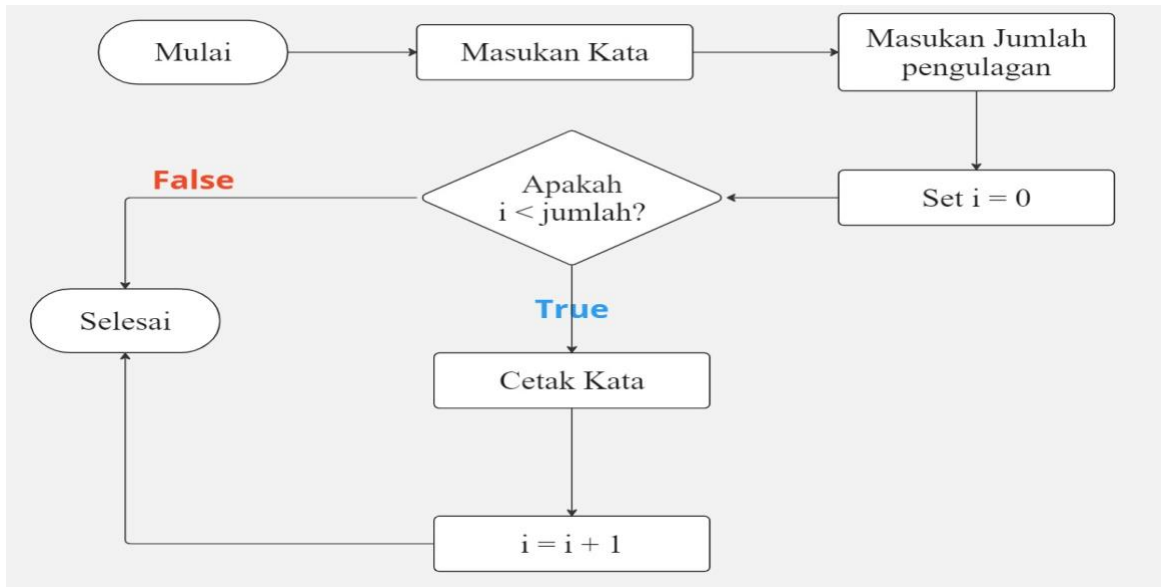 Mulai
Masukan Kata
Masukan Jumlah
pengulagan
Set i = 0
Apakah
i < jumlah?
False
True
Selesai
Cetak Kata
i = i + 1